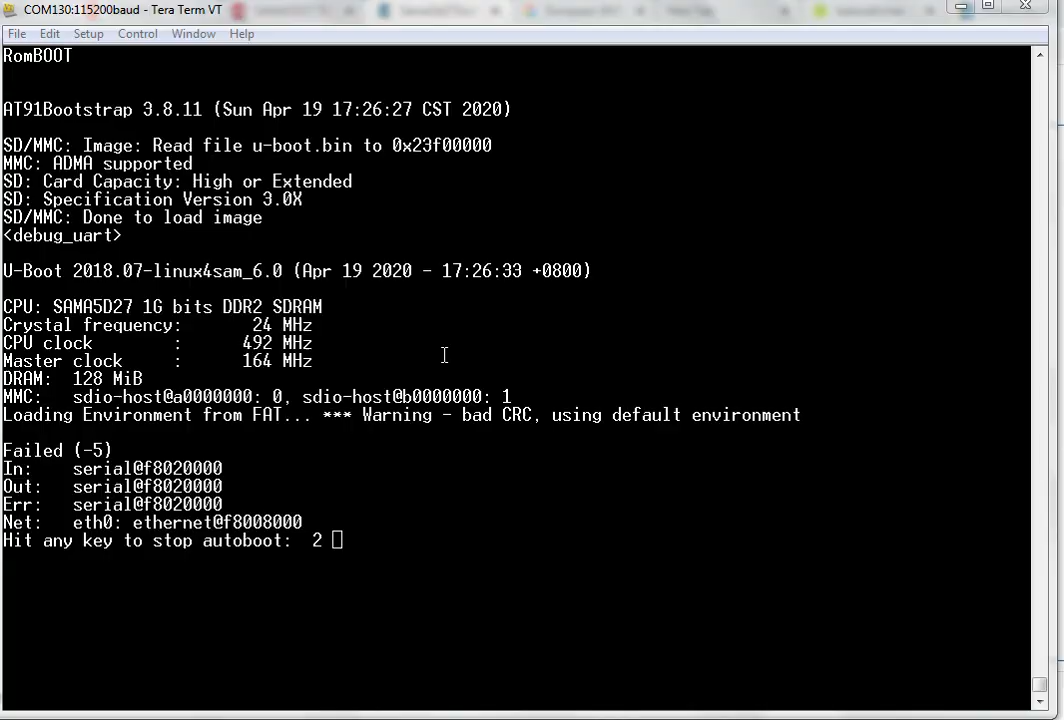 COM130:115200baud - Tera Term VT
File Edit Setup Control Window Help
RomBOOT
AT91Bootstrap 3.8.11 (Sun Apr 19 17:26:27 CST 2020)
SD/MMC: Image: Read file u-boot.bin to 0x23f00000
MMC: ADMA supported
SD: Card Capacity: High or Extended
SD: Specification Version 3.0X
SD/MMC: Done to load image
<debug_uart>
U-Boot 2018.07-linux4sam_6.0 (Apr 19 2020 - 17:26:33 +0800)
CPU: SAMA5D27 1G bits DDR2 SDRAM
Crystal frequency:       24 MHz
CPU clock        :      492 MHz
Master clock     :      164 MHz
DRAM:  128 MiB
MMC:   sdio-host@a0000000: 0, sdio-host@b0000000: 1
Loading Environment from FAT... *** Warning - bad CRC, using default environment
Failed (-5)
In:    serial@f8020000
Out:   serial@f8020000
Err:   serial@f8020000
Net:   eth0: ethernet@f8008000
Hit any key to stop autoboot:  2